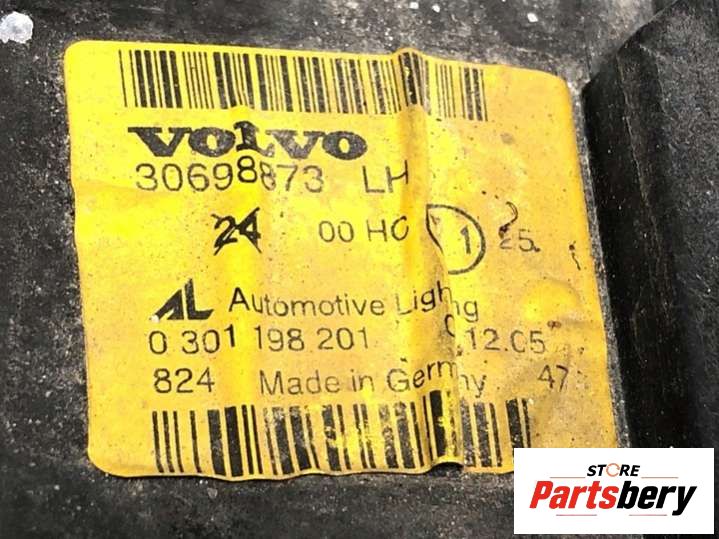 VOLVO
30698873 LH
24 00 HC 1 25.
AL Automotive Lighting
0 301 198.201 12.05
824 Made in Germany 47
STORE
Partsbery